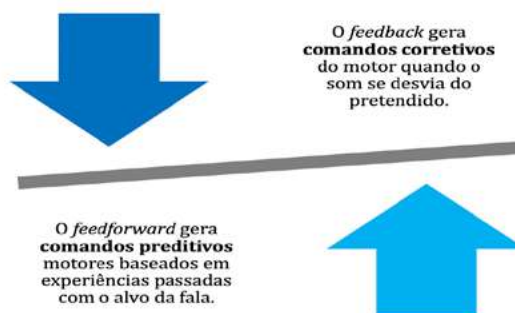 O feedback gera
comandos corretivos
do motor quando o
som se desvia do
pretendido.
O feedforward gera
comandos preditivos
motores baseados em
experiências passadas
com o alvo da fala.